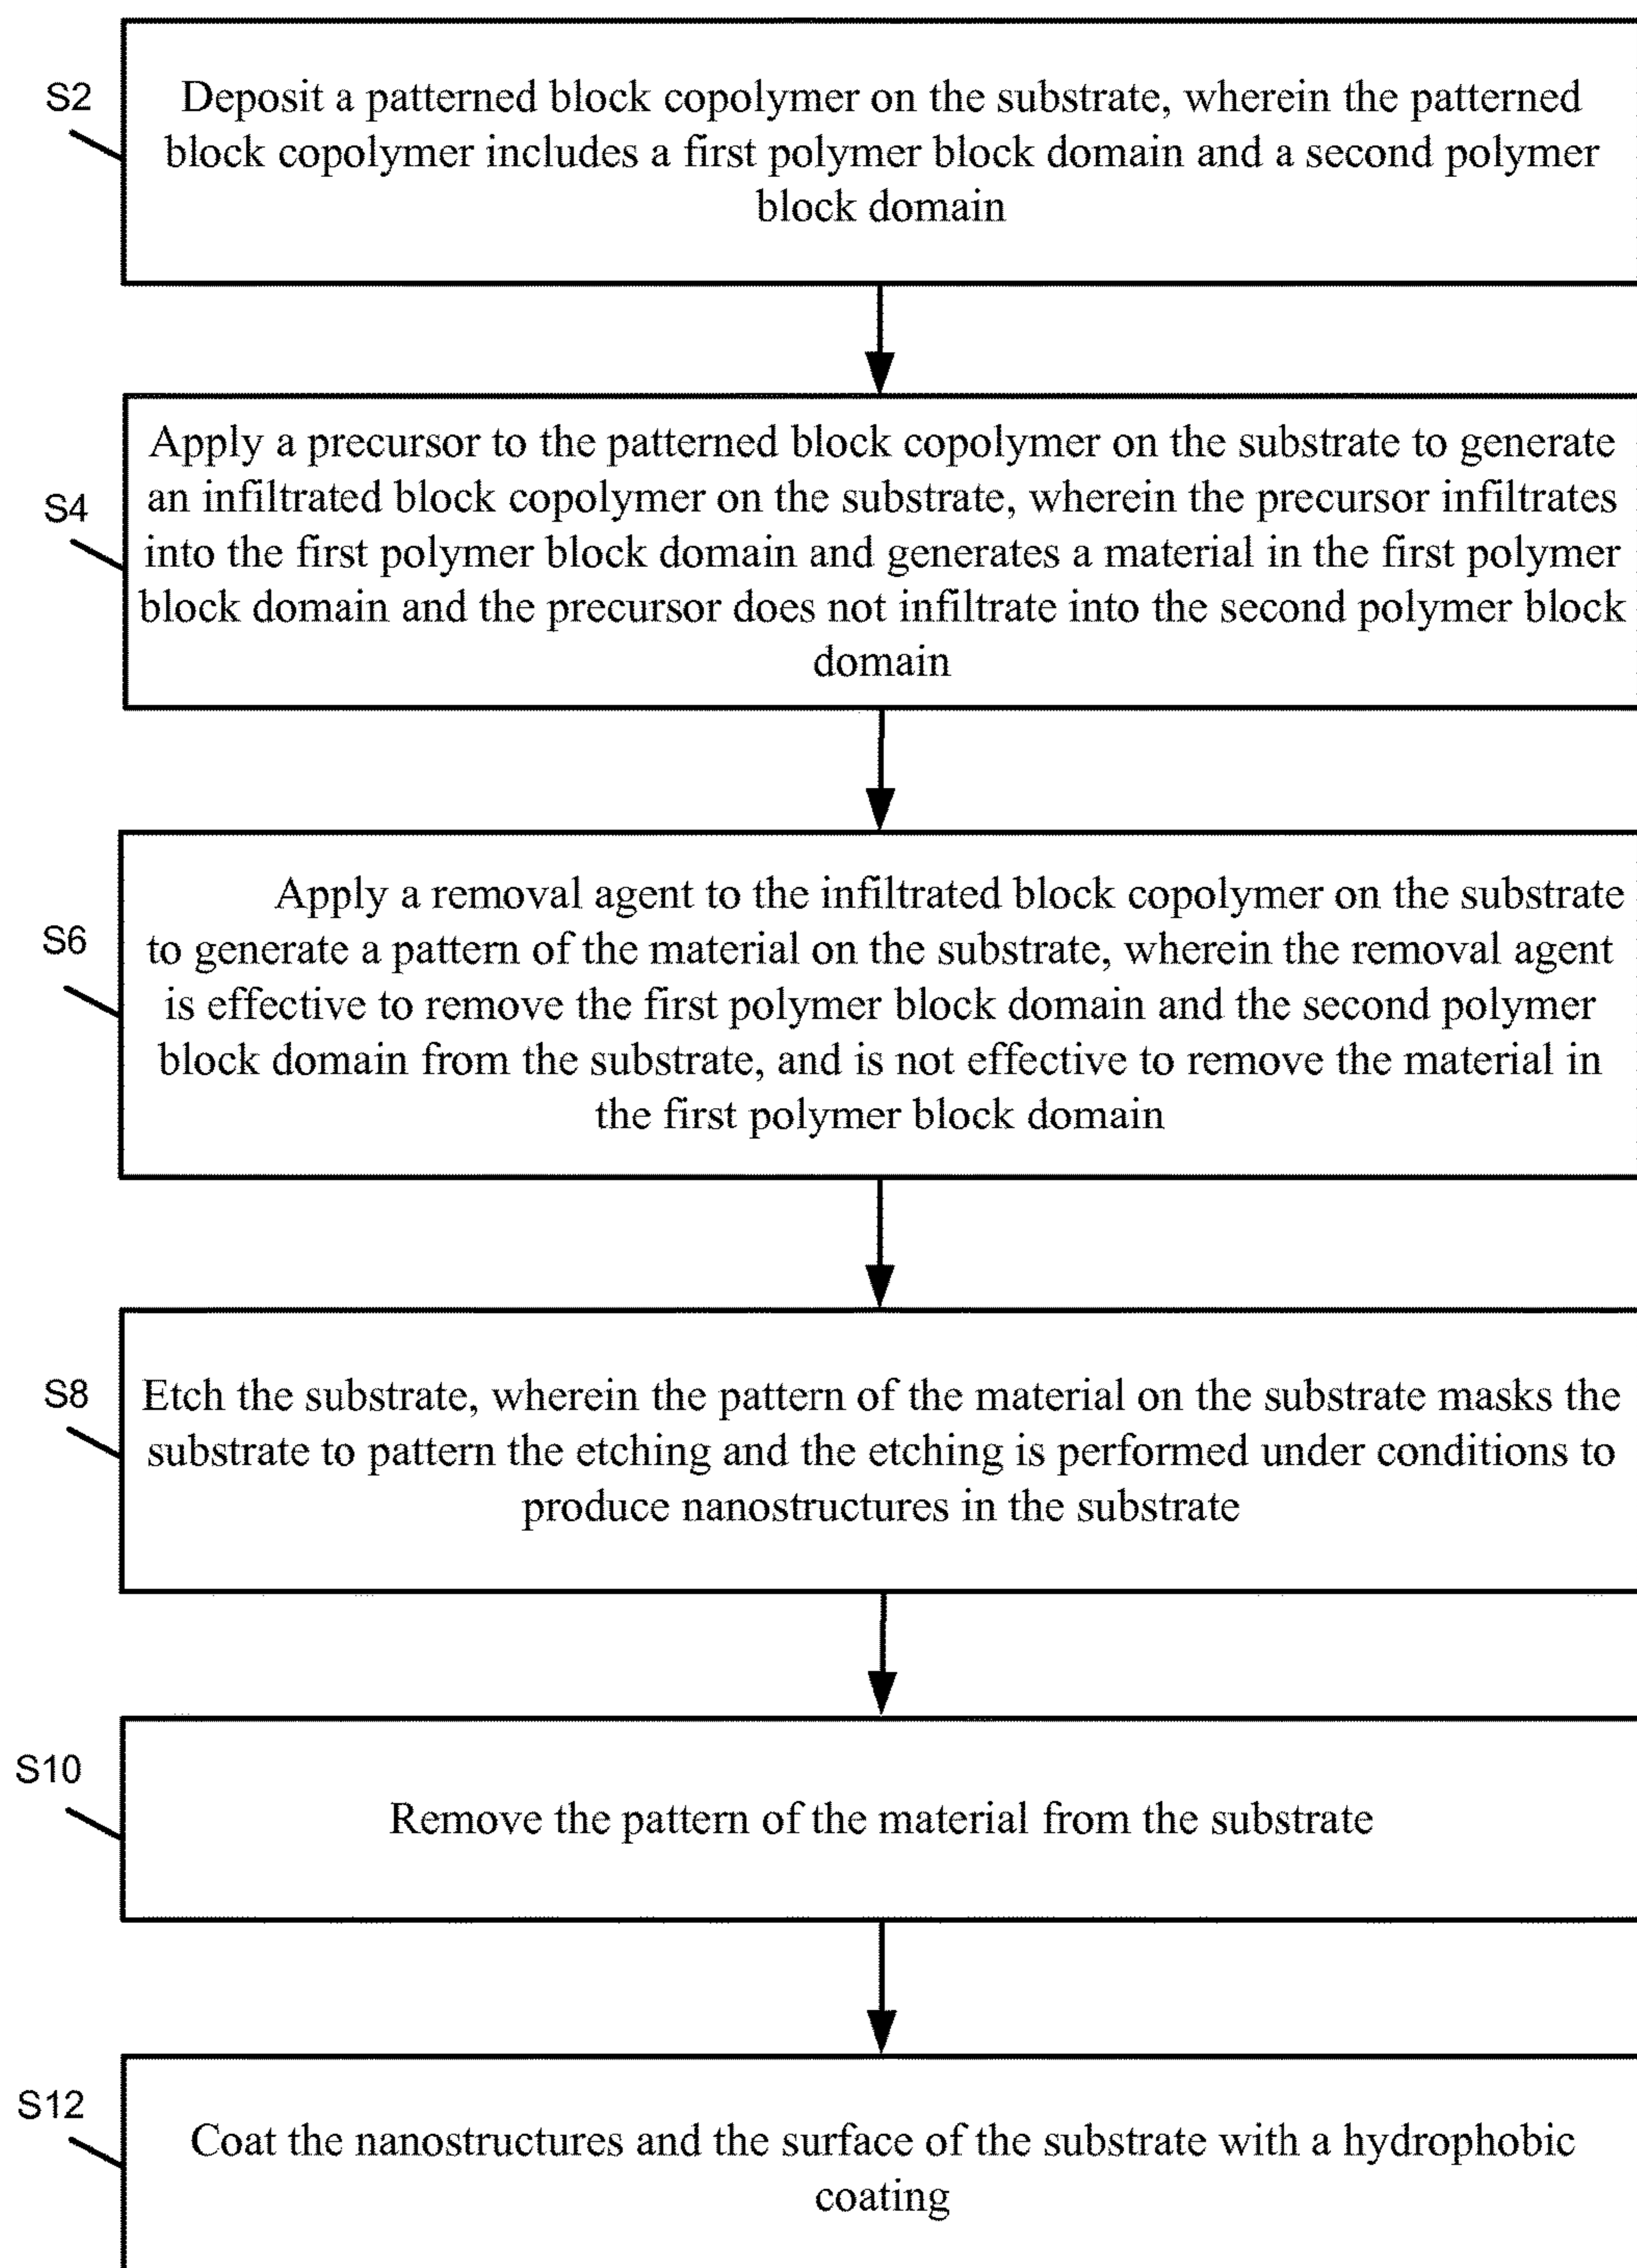 S2
Deposit a patterned block copolymer on the substrate, wherein the patterned
block copolymer includes a first polymer block domain and a second polymer
block domain
S4
Apply a precursor to the patterned block copolymer on the substrate to generate
an infiltrated block copolymer on the substrate, wherein the precursor infiltrates
into the first polymer block domain and generates a material in the first polymer
block domain and the precursor does not infiltrate into the second polymer block
domain
S6
Apply a removal agent to the infiltrated block copolymer on the substrate
to generate a pattern of the material on the substrate, wherein the removal agent
is effective to remove the first polymer block domain and the second polymer
block domain from the substrate, and is not effective to remove the material in
the first polymer block domain
S8
Etch the substrate, wherein the pattern of the material on the substrate masks the
substrate to pattern the etching and the etching is performed under conditions to
produce nanostructures in the substrate
S10
Remove the pattern of the material from the substrate
S12
Coat the nanostructures and the surface of the substrate with a hydrophobic
coating